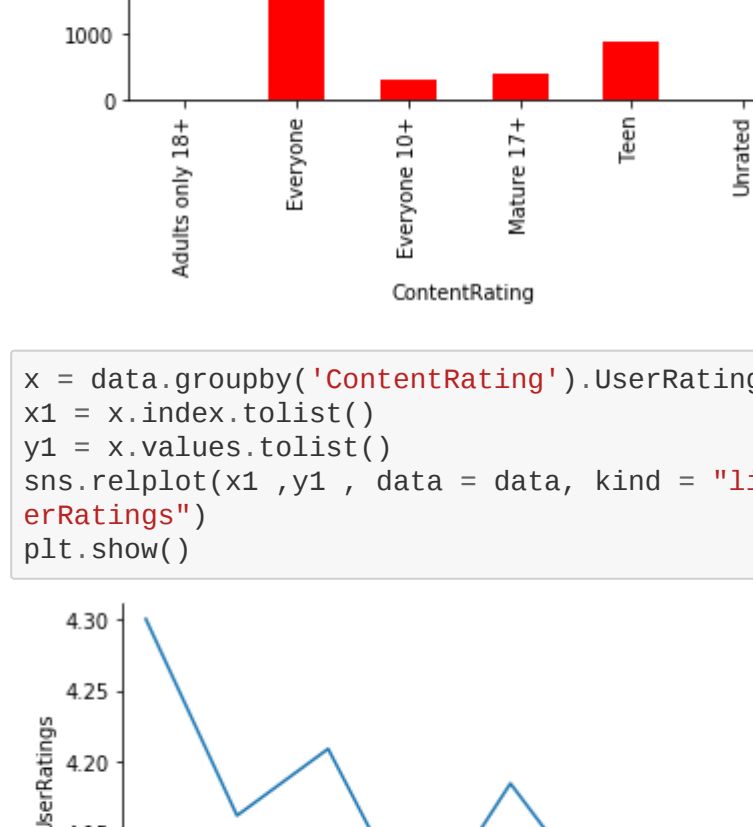 1000
0
Adults only 18+
Everyone
Everyone 10+
Mature 17+
Teen
Unrated
ContentRating
x = data.groupby('ContentRating').UserRating
x1 = x.index.tolist()
y1 = x.values.tolist()
sns.relplot(x1 ,y1 , data = data, kind = "li
erRatings")
plt.show()
4.30
4.25
4.20
UserRatings